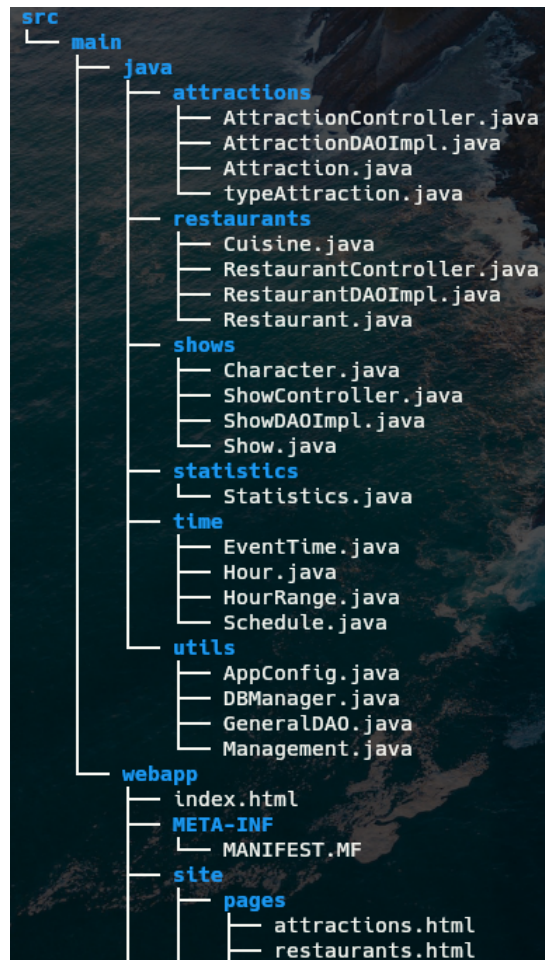 src
└── main
    ├── java
    │   ├── attractions
    │   │   ├── AttractionController.java
    │   │   ├── AttractionDAOImpl.java
    │   │   ├── Attraction.java
    │   │   └── typeAttraction.java
    │   ├── restaurants
    │   │   ├── Cuisine.java
    │   │   ├── RestaurantController.java
    │   │   ├── RestaurantDAOImpl.java
    │   │   └── Restaurant.java
    │   ├── shows
    │   │   ├── Character.java
    │   │   ├── ShowController.java
    │   │   ├── ShowDAOImpl.java
    │   │   └── Show.java
    │   ├── statistics
    │   │   └── Statistics.java
    │   ├── time
    │   │   ├── EventTime.java
    │   │   ├── Hour.java
    │   │   ├── HourRange.java
    │   │   └── Schedule.java
    │   └── utils
    │       ├── AppConfig.java
    │       ├── DBManager.java
    │       ├── GeneralDAO.java
    │       └── Management.java
    └── webapp
        ├── index.html
        ├── META-INF
        │   └── MANIFEST.MF
        ├── site
        │   ├── pages
        │   │   ├── attractions.html
        │   │   ├── restaurants.html